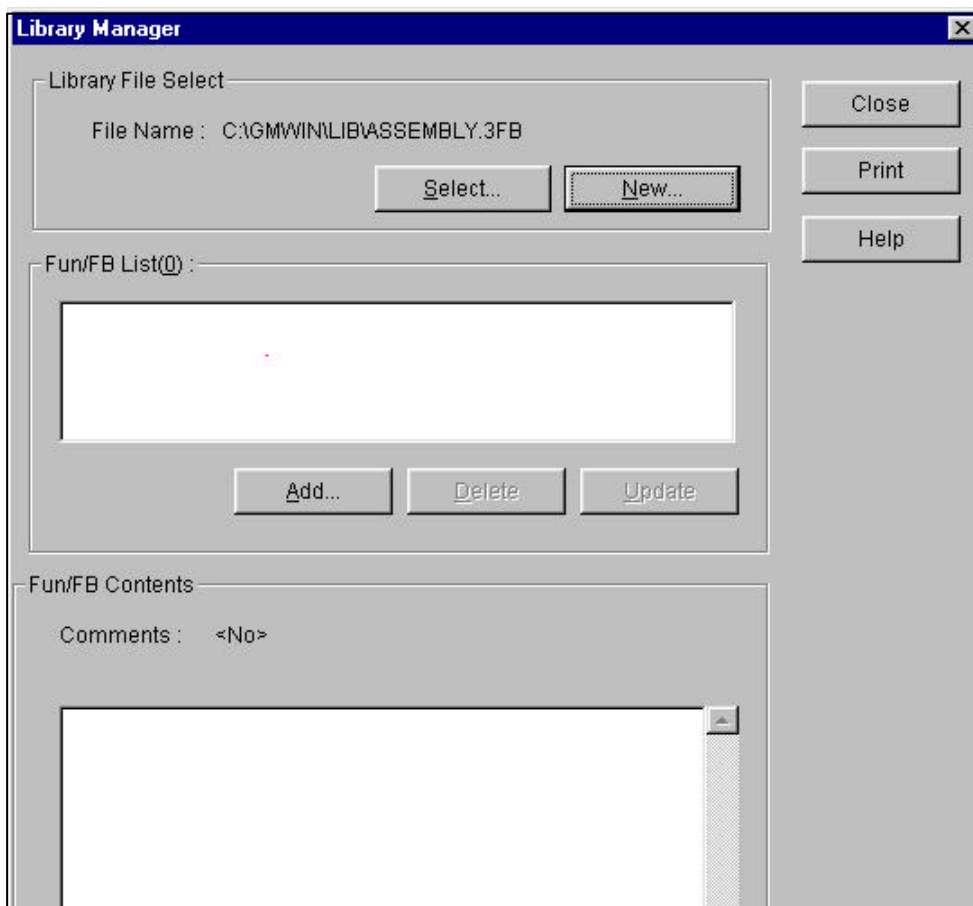 Library Manager
Library File Select
File Name : C:\GMWIN\LIB\ASSEMBLY.3FB
Select... New...
Close
Print
Help
Fun/FB List(0) :
Add... Delete Update
Fun/FB Contents
Comments : <No>